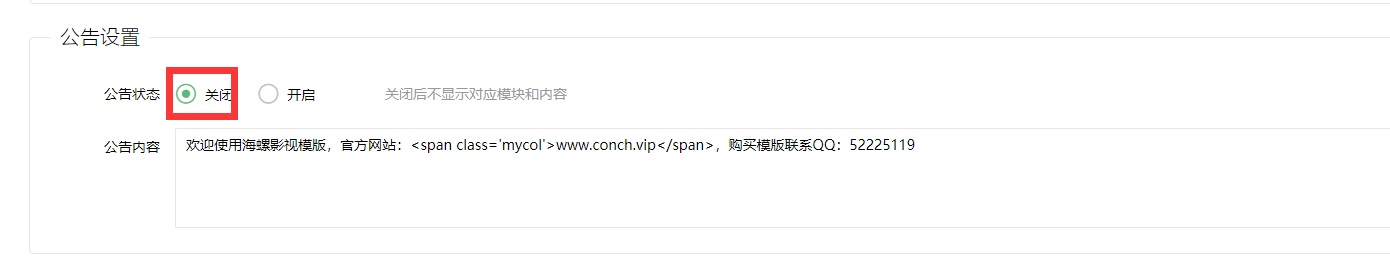 公告设置
公告状态 关闭 开启 关闭后不显示对应模块和内容
公告内容 欢迎使用海螺影视模版，官方网站：<span class='mycol'>www.conch.vip</span>，购买模版联系QQ：52225119